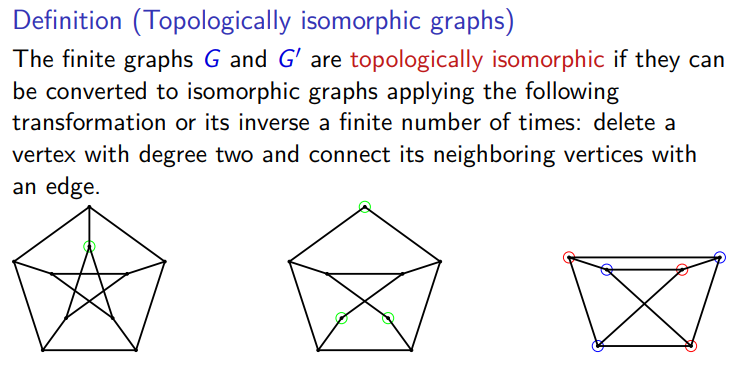 Definition (Topologically isomorphic graphs)
The finite graphs G and G′ are topologically isomorphic if they can
be converted to isomorphic graphs applying the following
transformation or its inverse a finite number of times: delete a
vertex with degree two and connect its neighboring vertices with
an edge.